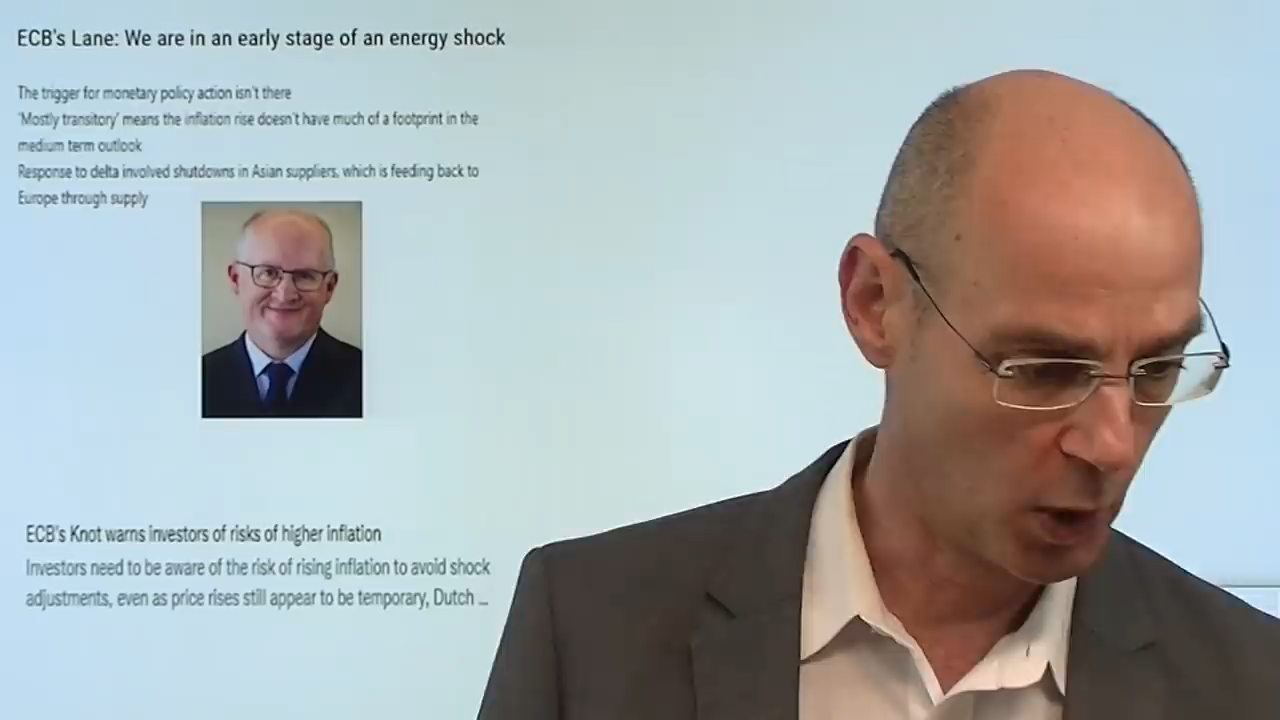 ECB's Lane: We are in an early stage of an energy shock
The trigger for monetary policy action isn't there
'Mostly transitory' means the inflation rise doesn't have much of a footprint in the
medium term outlook
Response to delta involved shutdowns in Asian suppliers, which is feeding back to
Europe through supply
ECB's Knot warns investors of risks of higher inflation
Investors need to be aware of the risk of rising inflation to avoid shock
adjustments, even as price rises still appear to be temporary, Dutch ...